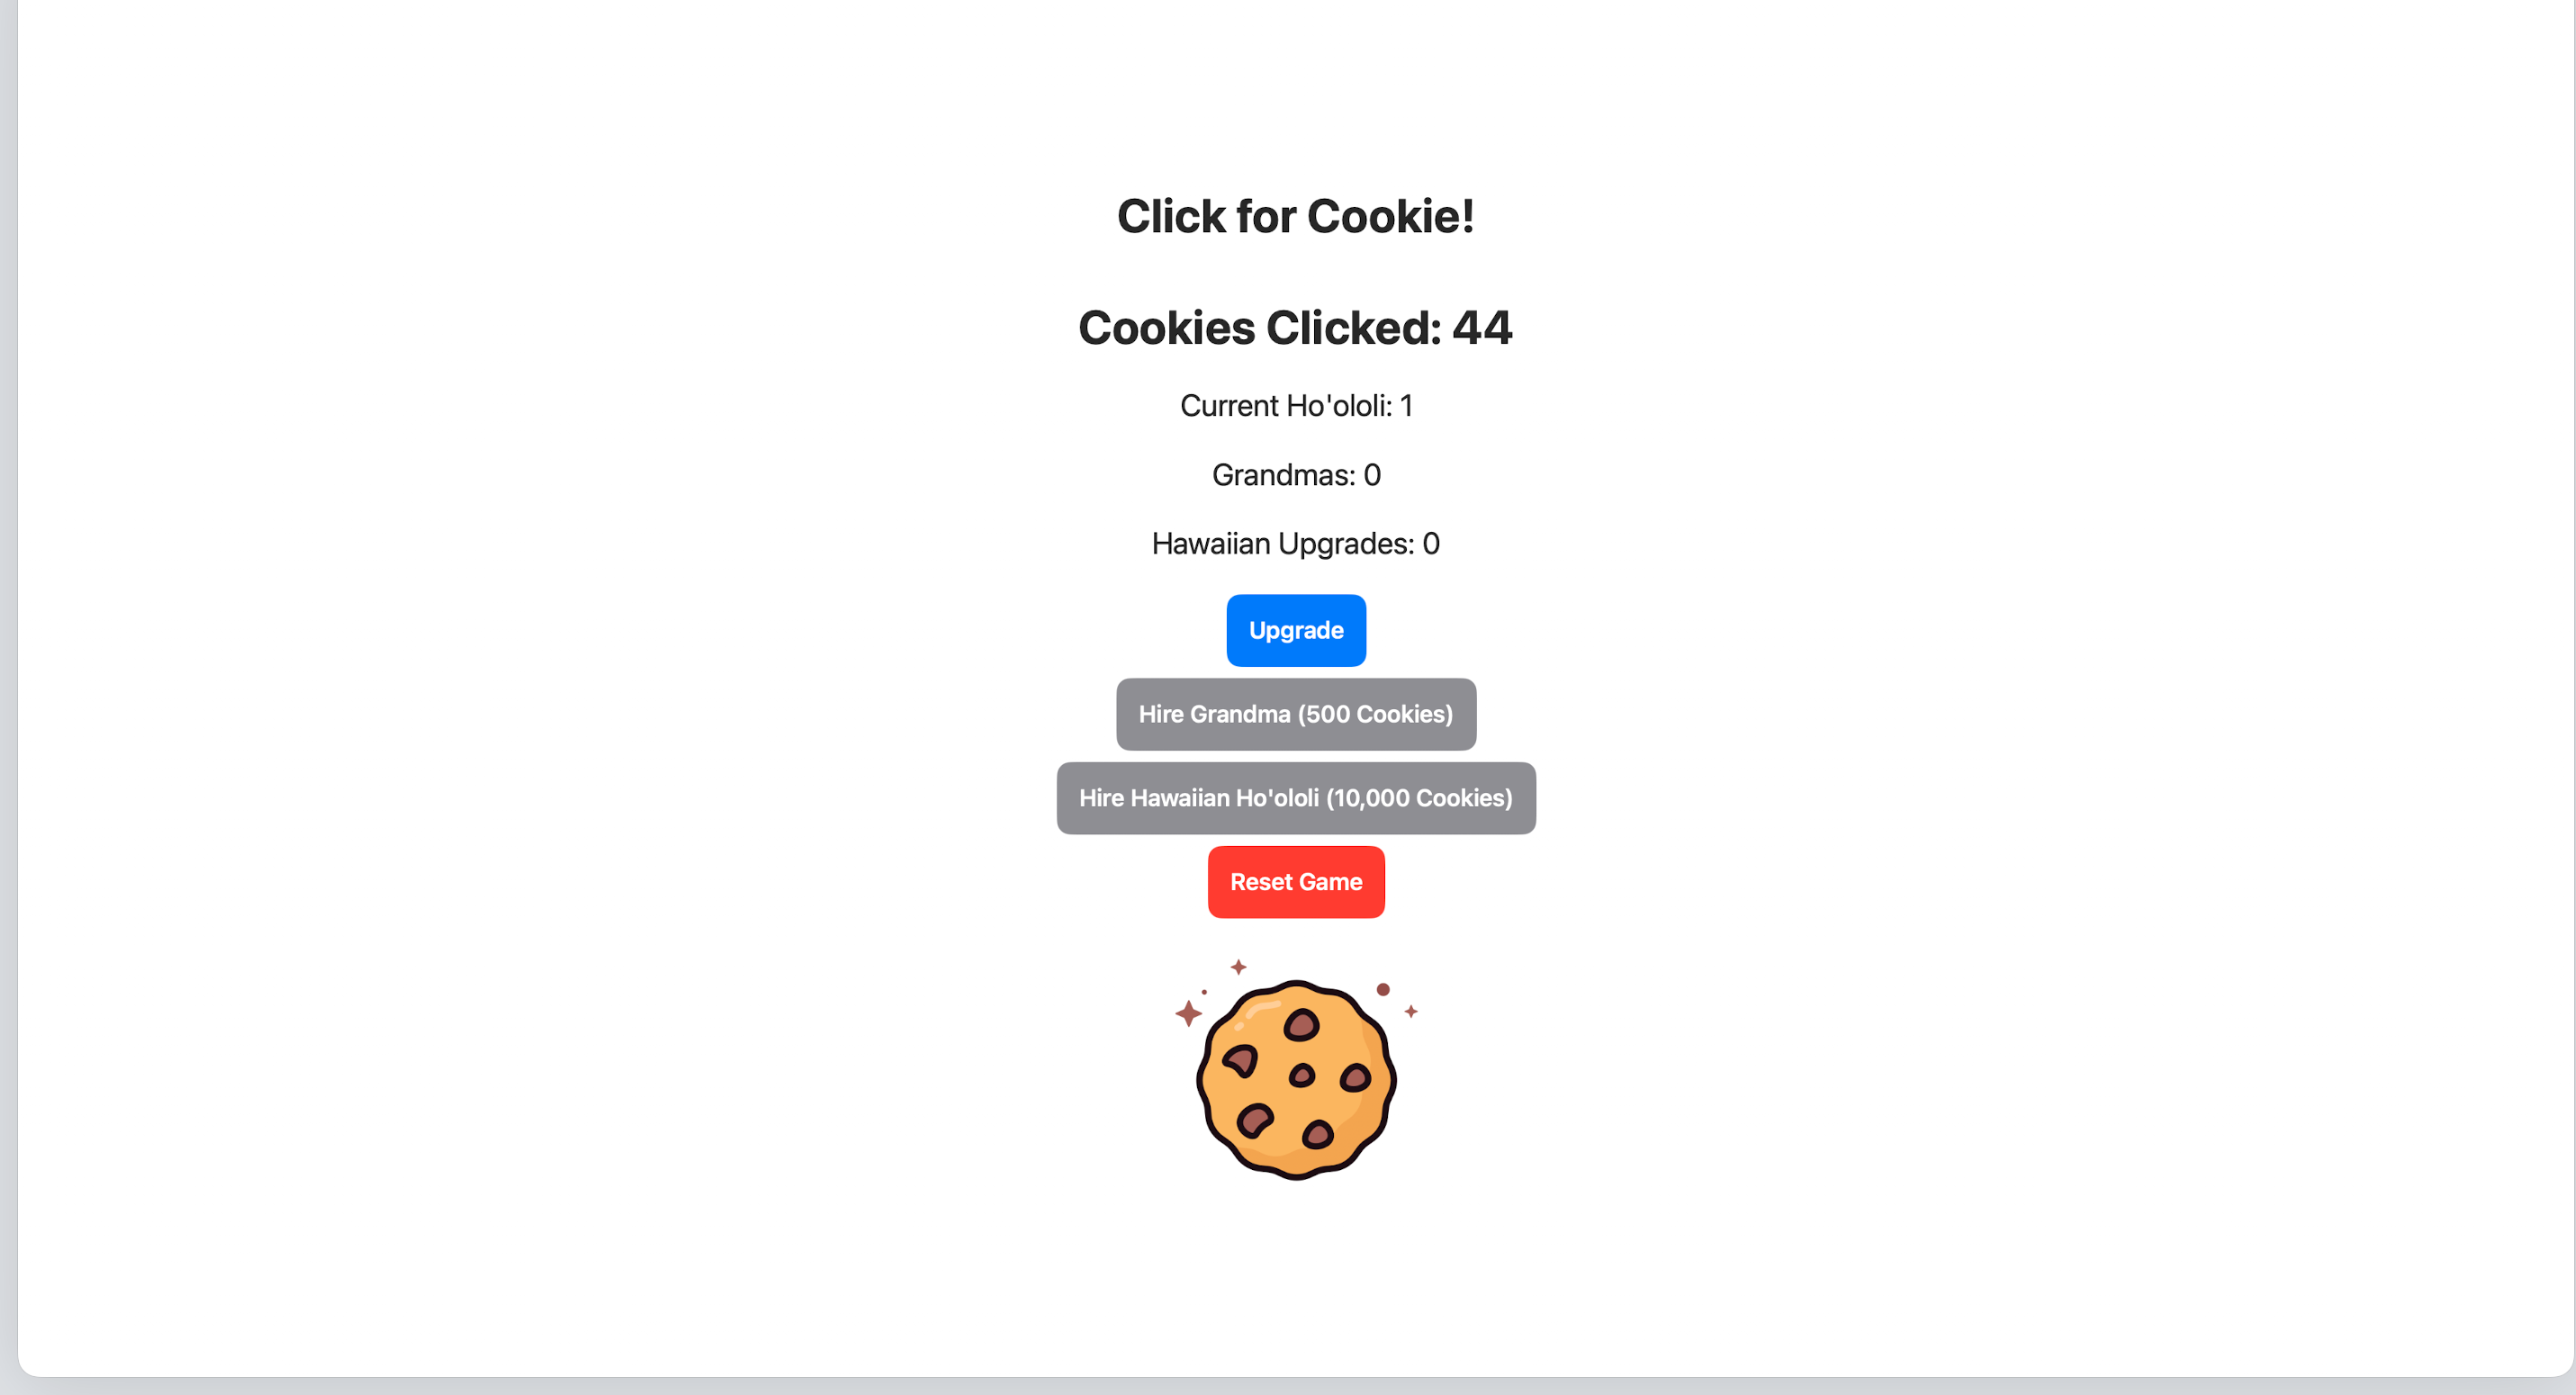 Click for Cookie!
Cookies Clicked: 44
Current Ho'ololi: 1
Grandmas: 0
Hawaiian Upgrades: 0
Upgrade
Hire Grandma (500 Cookies)
Hire Hawaiian Ho'ololi (10,000 Cookies)
Reset Game